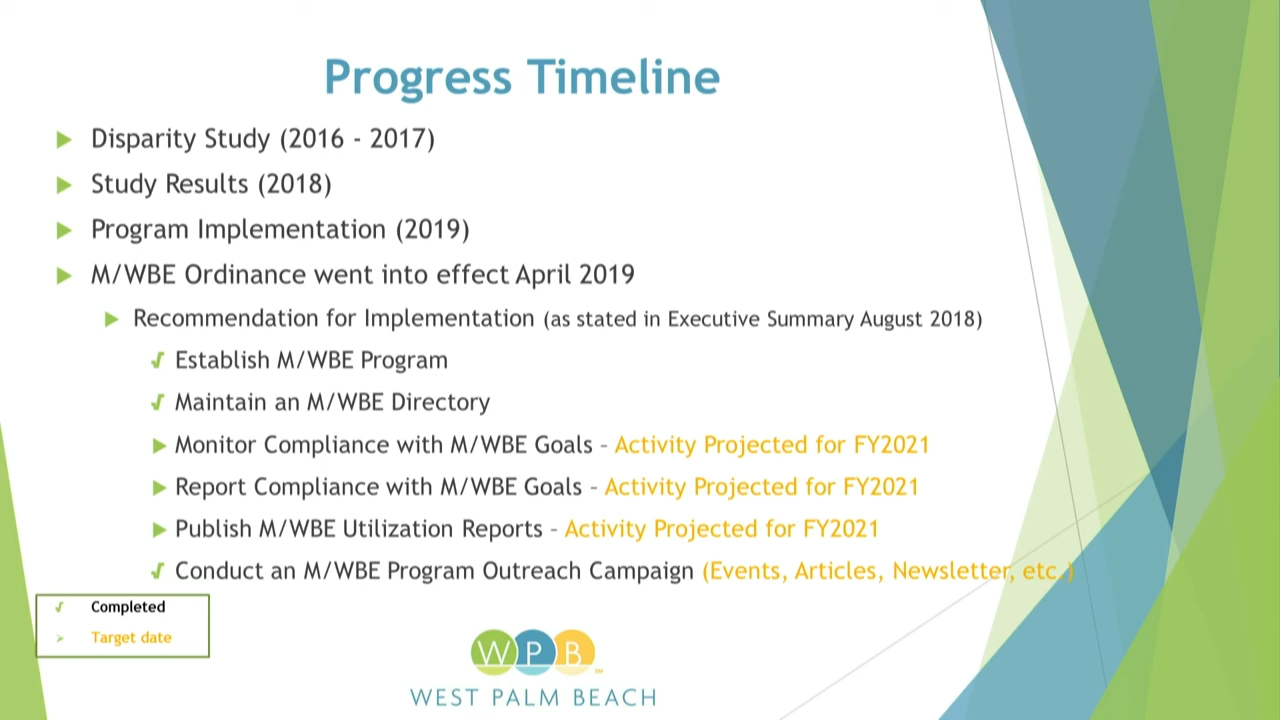 Progress Timeline
Disparity Study (2016 - 2017)
Study Results (2018)
Program Implementation (2019)
M/WBE Ordinance went into effect April 2019
Recommendation for Implementation (as stated in Executive Summary August 2018)
√ Establish M/WBE Program
√ Maintain an M/WBE Directory
Monitor Compliance with M/WBE Goals – Activity Projected for FY2021
Report Compliance with M/WBE Goals – Activity Projected for FY2021
Publish M/WBE Utilization Reports – Activity Projected for FY2021
√ Conduct an M/WBE Program Outreach Campaign (Events, Articles, Newsletter, etc.)
√ Completed
Target date
WPB
WEST PALM BEACH